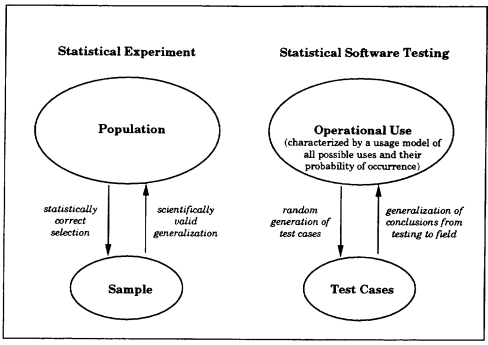 Statistical Experiment
Population
statistically
correct
selection
scientifically
valid
generalization
Sample
Statistical Software Testing
Operational Use
(characterized by a usage model of
all possible uses and their
probability of occurrence)
random
generation of
test cases
generalization of
conclusions from
testing to field
Test Cases